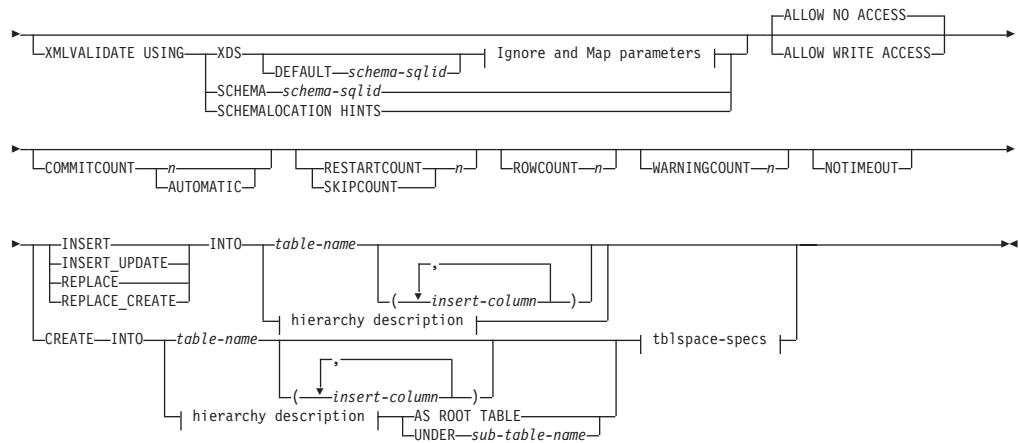 ALLOW NO ACCESS
XMLVALIDATE USING XDS Ignore and Map parameters ALLOW WRITE ACCESS
DEFAULT schema-sqlid
SCHEMA schema-sqlid
SCHEMALOCATION HINTS
COMMITCOUNT n RESTARTCOUNT n ROWCOUNT n WARNINGCOUNT n NOTIMEOUT
AUTOMATIC SKIPCOUNT
INSERT INTO table-name
INSERT_UPDATE ,
REPLACE
REPLACE_CREATE ( insert-column )
hierarchy description
CREATE INTO table-name tblspace-specs
,
( insert-column )
hierarchy description AS ROOT TABLE
UNDER sub-table-name